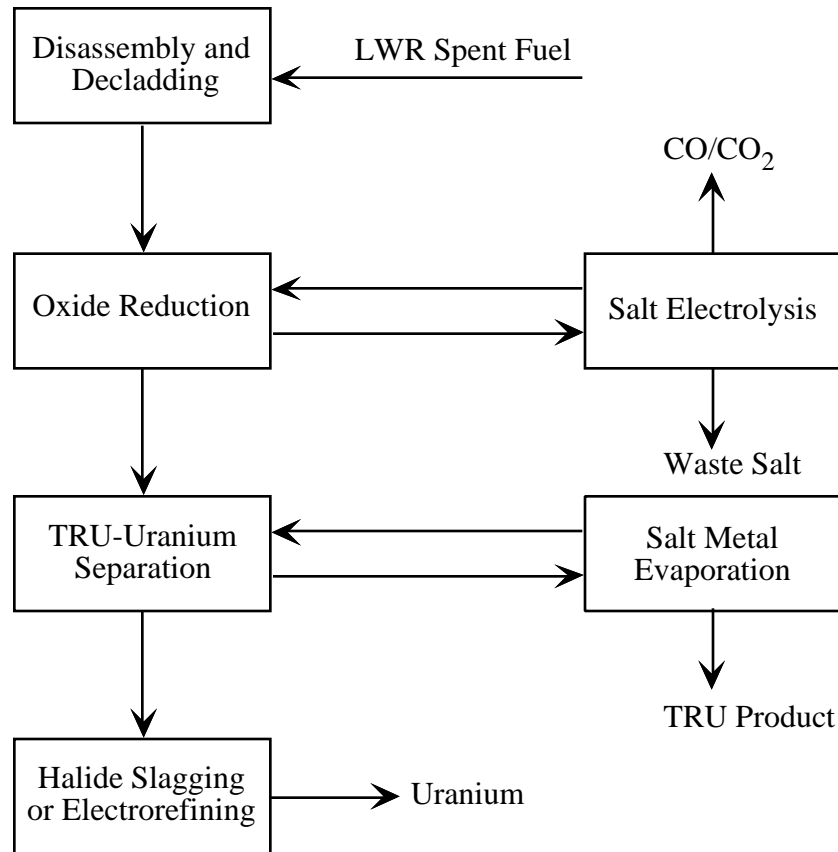 Disassembly and
Decladding
LWR Spent Fuel
CO/CO2
Oxide Reduction
Salt Electrolysis
Waste Salt
TRU-Uranium
Separation
Salt Metal
Evaporation
TRU Product
Halide Slagging
or Electrorefining
Uranium